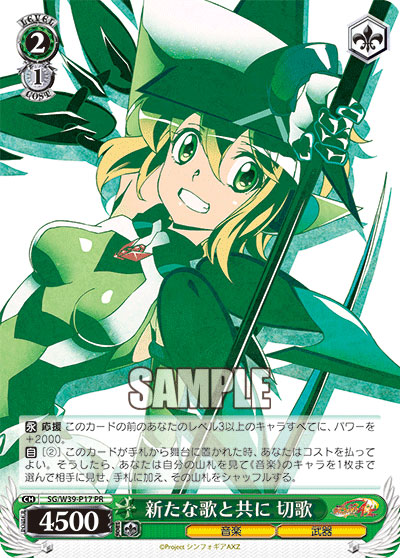 LEVEL
2
1
COST
SAMPLE
永 応援 このカードの前のあなたのレベル3以上のキャラすべてに、パワーを
+2000。
自 [②] このカードが手札から舞台に置かれた時、あなたはコストを払ってよ
い。そうしたら、あなたは自分の山札を見て《音楽》のキャラを1枚まで
選んで相手に見せ、手札に加え、その山札をシャッフルする。
CH SG/W39-P17 PR
4500
新たな歌と共に 切歌
音楽 武器
©Project シンフォギアAXZ